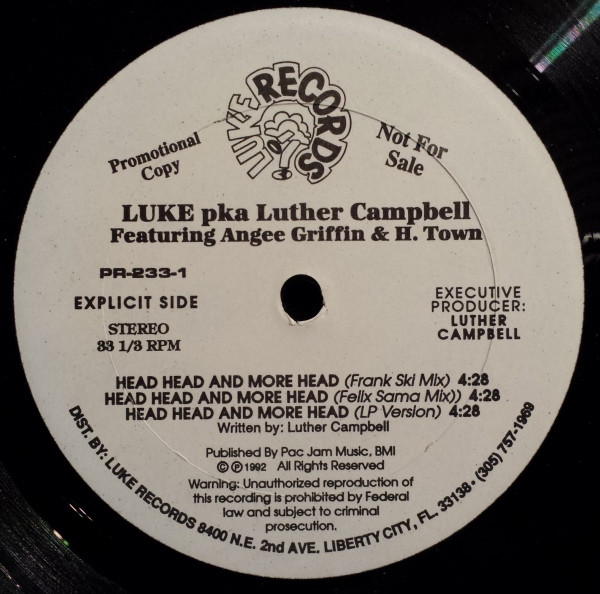 LUKE RECORDS
Promotional
Copy
Not For
Sale
LUKE pka Luther Campbell
Featuring Angee Griffin & H. Town
PR-233-1
EXPLICIT SIDE
STEREO
33 1/3 RPM
EXECUTIVE
PRODUCER:
LUTHER
CAMPBELL
HEAD HEAD AND MORE HEAD (Frank Ski Mix) 4:28
HEAD HEAD AND MORE HEAD (Felix Sama Mix)) 4:28
HEAD HEAD AND MORE HEAD (LP Version) 4:28
Written by: Luther Campbell
Published By Pac Jam Music, BMI
© ℗ 1992 All Rights Reserved
Warning: Unauthorized reproduction of
this recording is prohibited by Federal
law and subject to criminal
prosecution.
DIST. BY: LUKE RECORDS 8400 N.E. 2nd AVE. LIBERTY CITY, FL. 33138 • (305) 757-1969